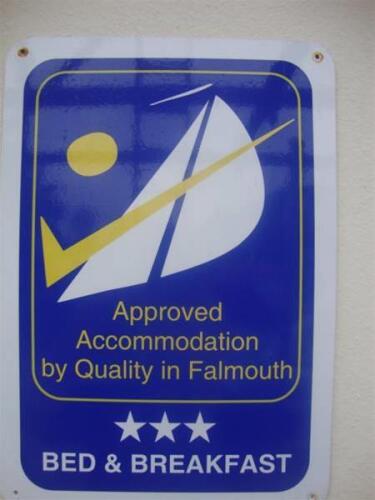 Approved
Accommodation
by Quality in Falmouth
BED & BREAKFAST